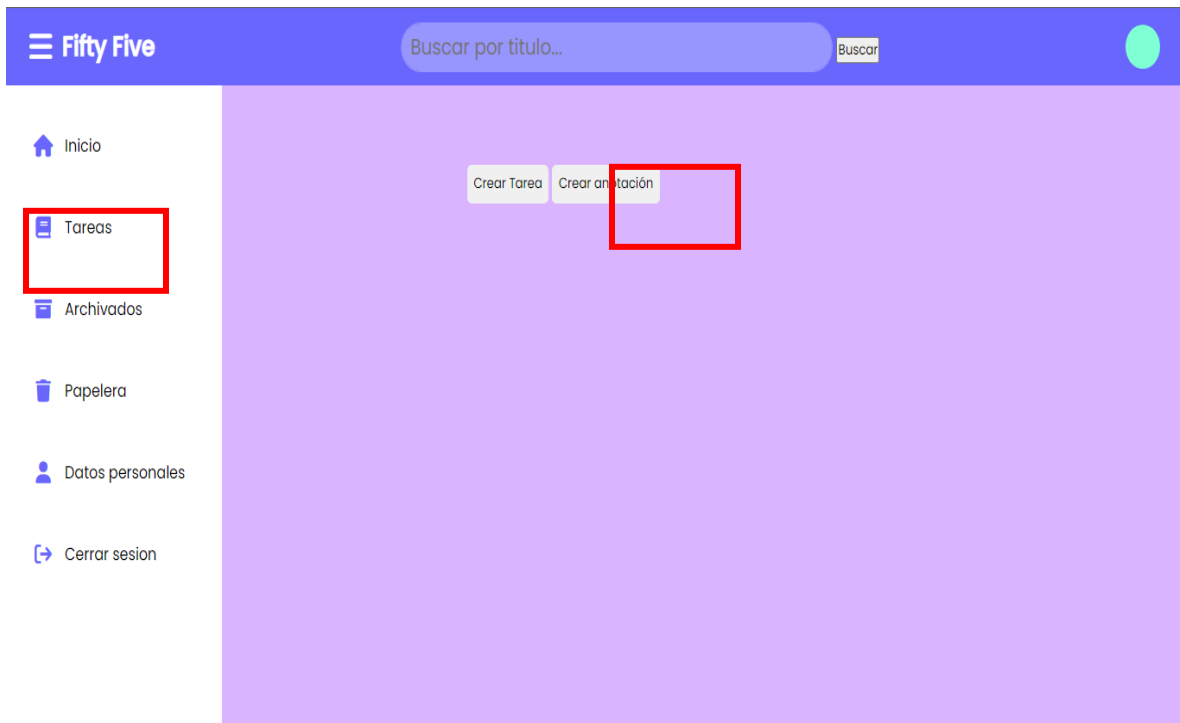 Fifty Five
Buscar por titulo...
Buscar
Inicio
Crear Tarea
Crear anotación
Tareas
Archivados
Papelera
Datos personales
Cerrar sesion